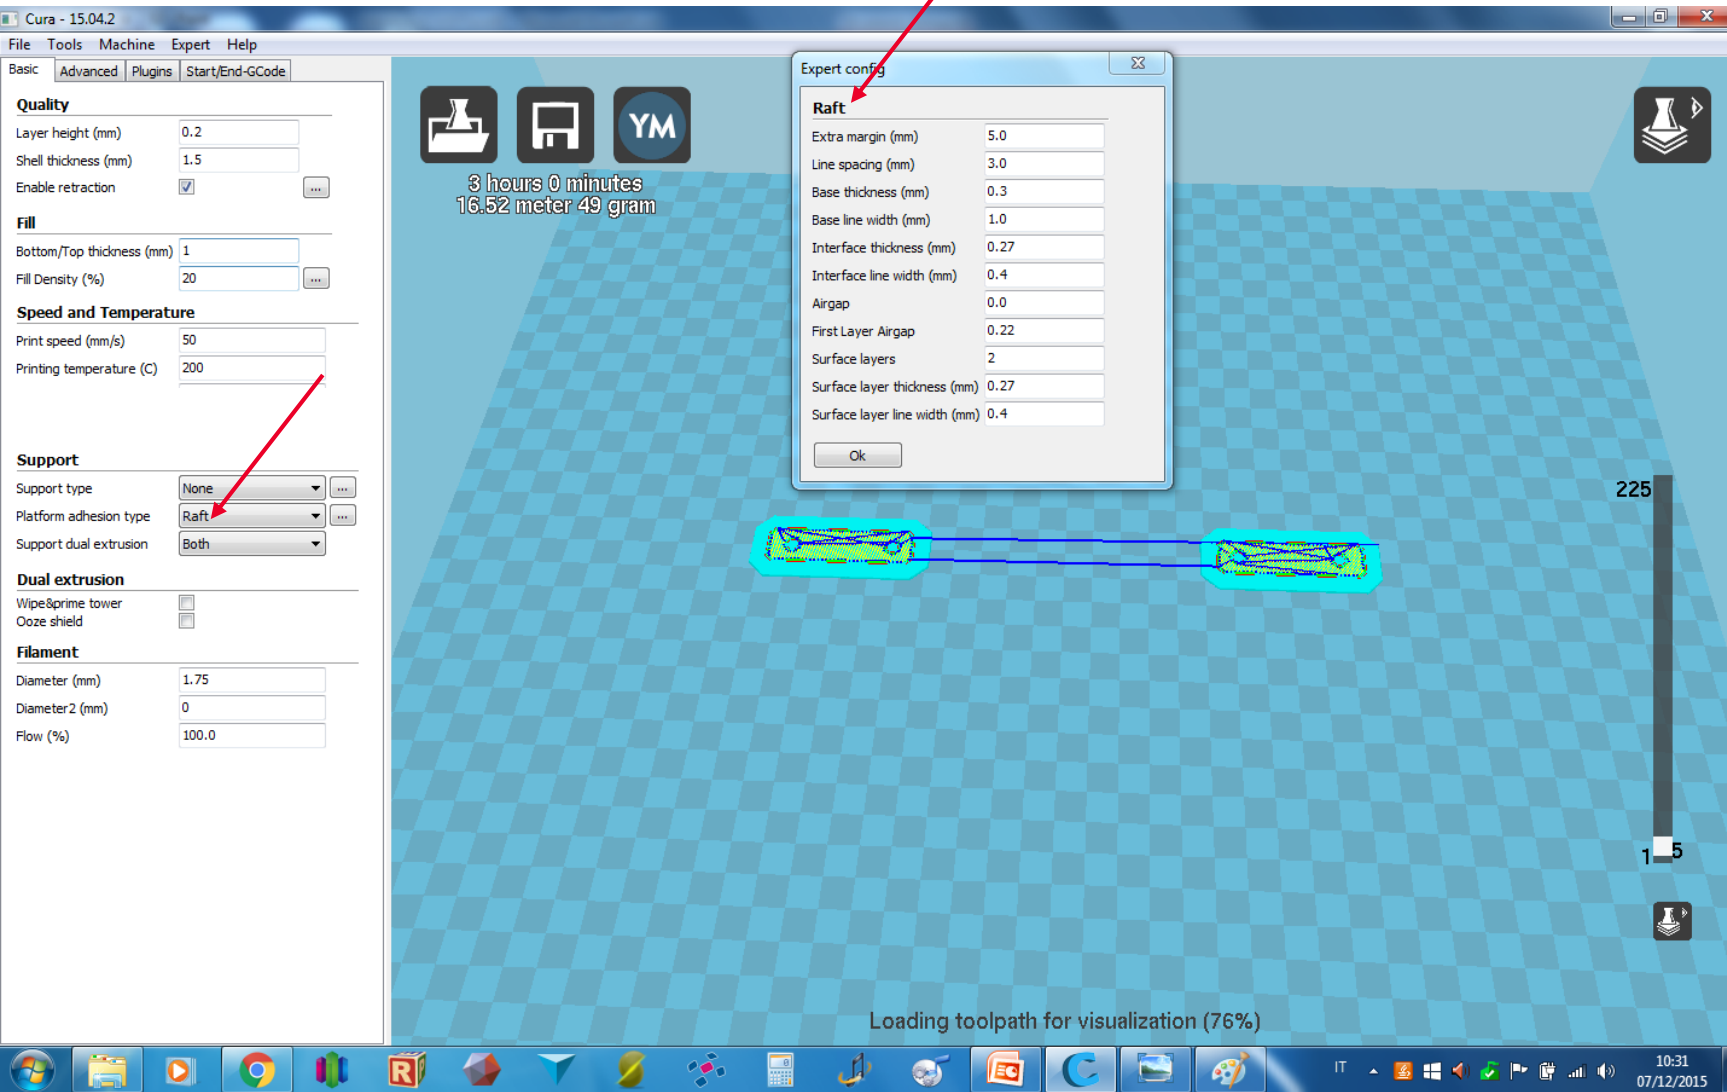 Cura - 15.04.2
File Tools Machine Expert Help
Basic Advanced Plugins Start/End-GCode
Quality
Layer height (mm) 0.2
Shell thickness (mm) 1.5
Enable retraction ...
Fill
Bottom/Top thickness (mm) 1
Fill Density (%) 20 ...
Speed and Temperature
Print speed (mm/s) 50
Printing temperature (C) 200
Support
Support type None ...
Platform adhesion type Raft ...
Support dual extrusion Both
Dual extrusion
Wipe&prime tower
Ooze shield
Filament
Diameter (mm) 1.75
Diameter2 (mm) 0
Flow (%) 100.0
YM
3 hours 0 minutes
16.52 meter 49 gram
Expert config
Raft
Extra margin (mm) 5.0
Line spacing (mm) 3.0
Base thickness (mm) 0.3
Base line width (mm) 1.0
Interface thickness (mm) 0.27
Interface line width (mm) 0.4
Airgap 0.0
First Layer Airgap 0.22
Surface layers 2
Surface layer thickness (mm) 0.27
Surface layer line width (mm) 0.4
Ok
225
1 5
Loading toolpath for visualization (76%)
IT
10:31
07/12/2015